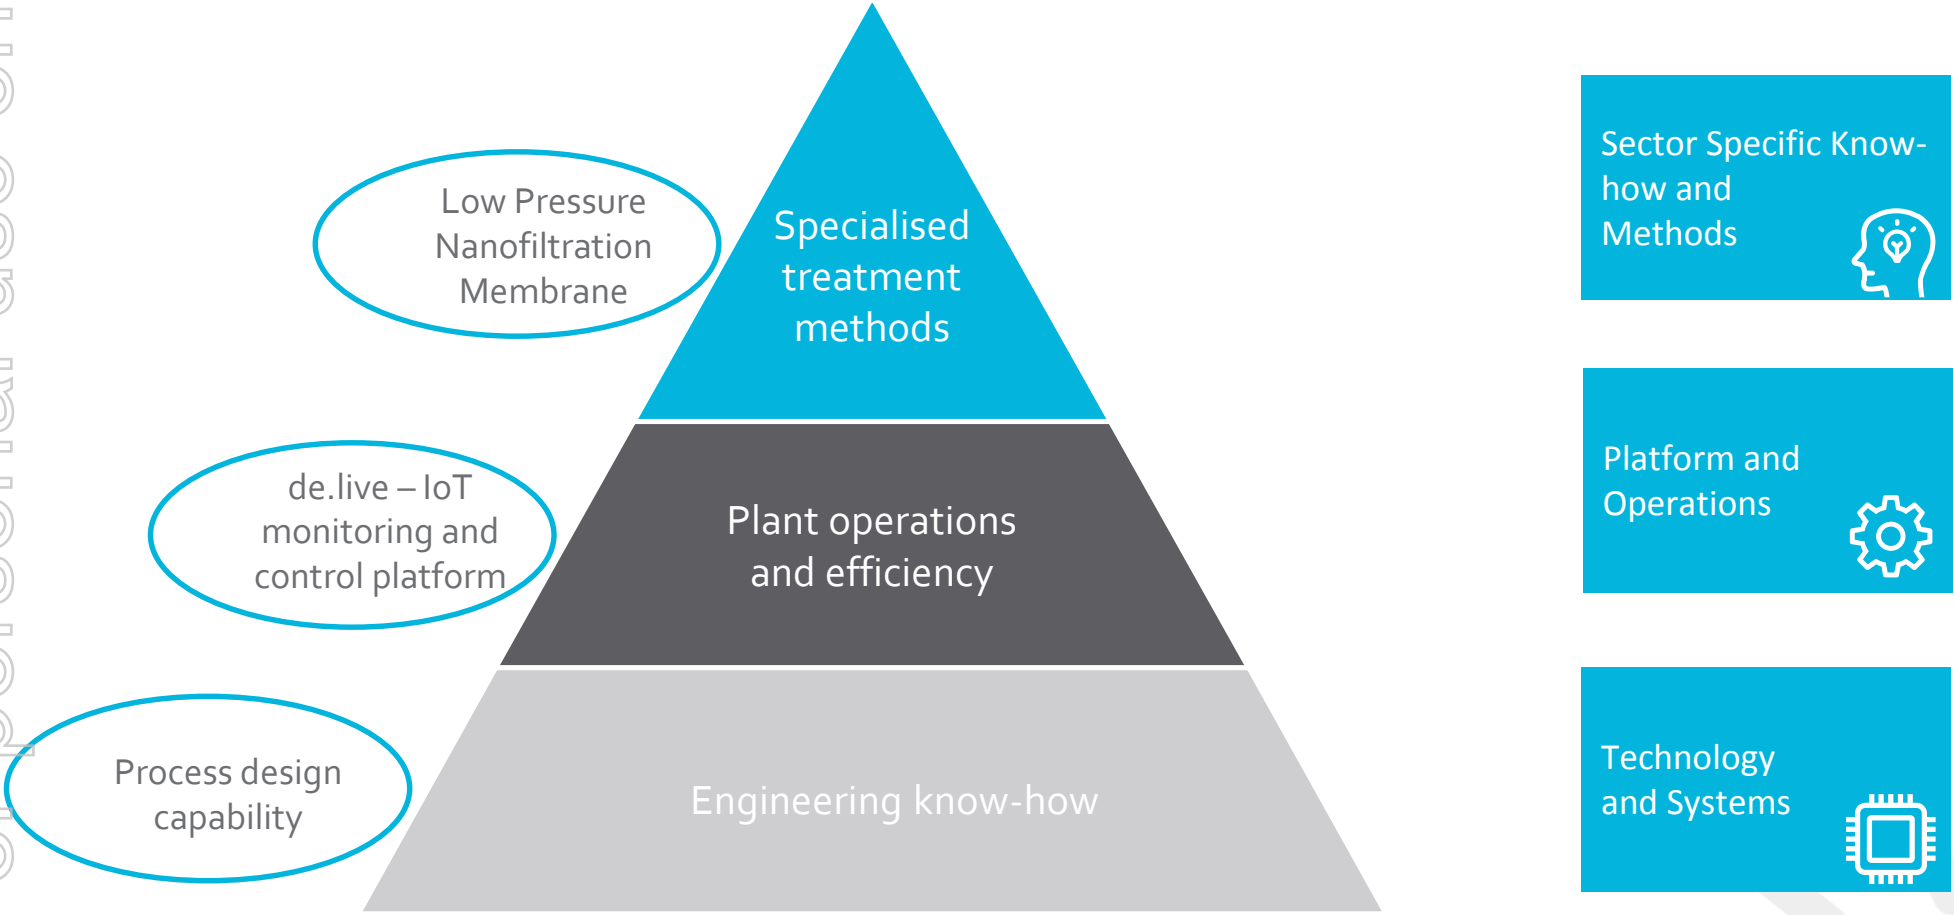 Low Pressure
Nanofiltration
Membrane
Specialised
treatment
methods
Sector Specific Know-
how and
Methods
de.live – IoT
monitoring and
control platform
Plant operations
and efficiency
Platform and
Operations
Process design
capability
Engineering know-how
Technology
and Systems